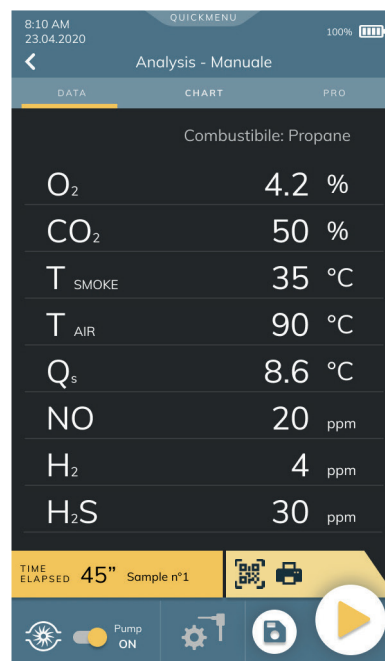 8:10 AM
QUICKMENU
100%
23.04.2020
Analysis - Manuale
DATA CHART PRO
Combustibile: Propane
O₂ 4.2 %
CO₂ 50 %
T SMOKE 35 °C
T AIR 90 °C
Qₛ 8.6 °C
NO 20 ppm
H₂ 4 ppm
H₂S 30 ppm
TIME ELAPSED 45” Sample n°1
Pump
ON